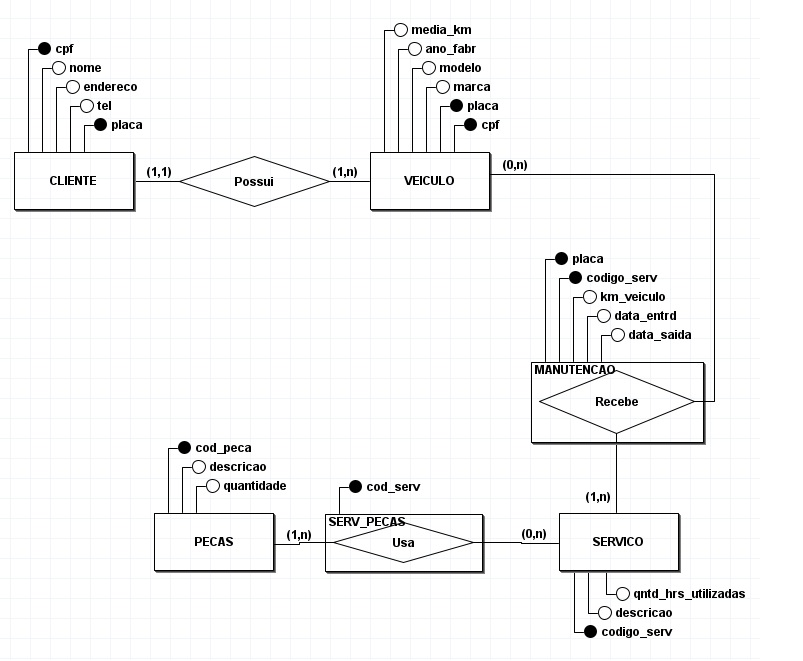 media_km
cpf
ano_fabr
nome
modelo
endereco
marca
tel
placa
placa
cpf
CLIENTE
(1,1)
Possui
(1,n)
VEICULO
(0,n)
placa
codigo_serv
km_veiculo
data_entrd
data_saida
MANUTENCAO
Recebe
cod_peca
descricao
quantidade
cod_serv
(1,n)
PECAS
(1,n)
SERV_PECAS
Usa
(0,n)
SERVICO
qntd_hrs_utilizadas
descricao
codigo_serv